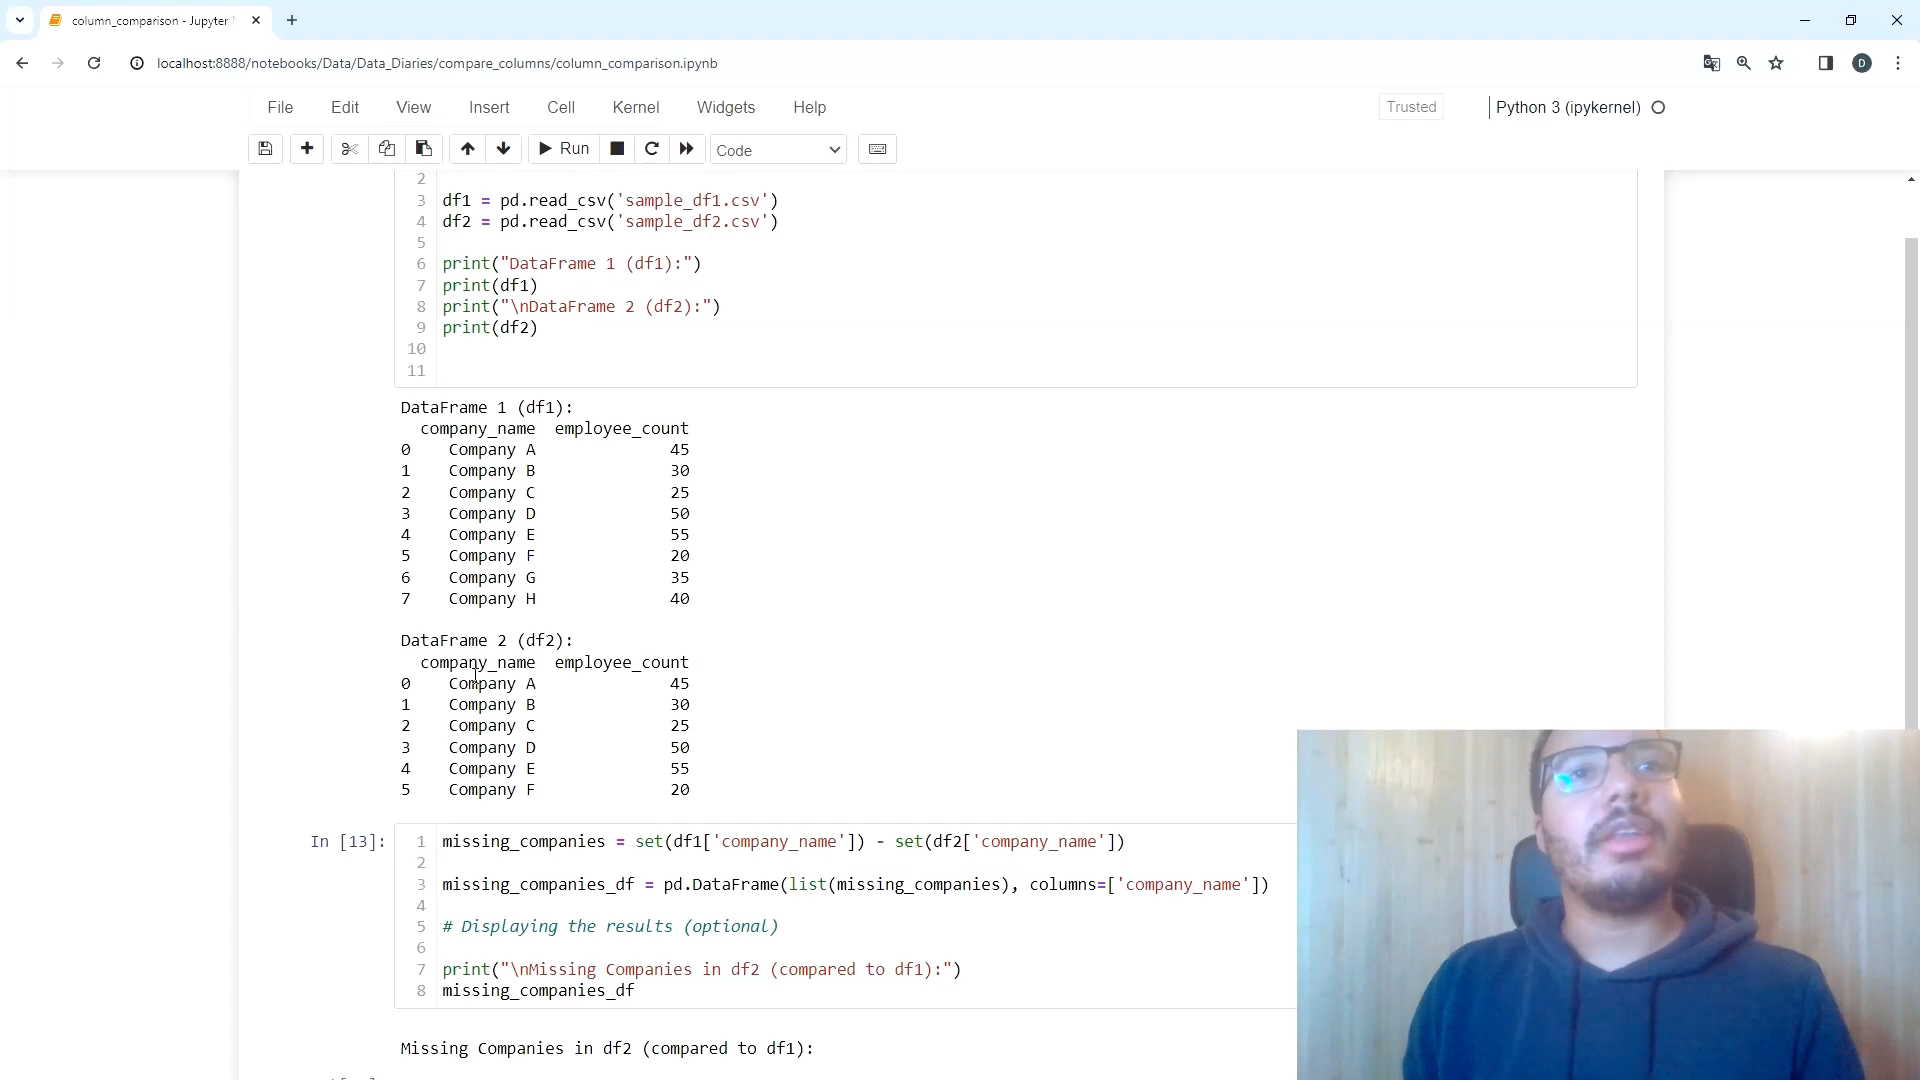 column_comparison - Jupyter
localhost:8888/notebooks/Data/Data_Diaries/compare_columns/column_comparison.ipynb
D
File Edit View Insert Cell Kernel Widgets Help
Trusted
Python 3 (ipykernel)
Run
Code
2
3 df1 = pd.read_csv('sample_df1.csv')
4 df2 = pd.read_csv('sample_df2.csv')
5
6 print("DataFrame 1 (df1):")
7 print(df1)
8 print("\nDataFrame 2 (df2):")
9 print(df2)
10
11
DataFrame 1 (df1):
company_name employee_count
0 Company A 45
1 Company B 30
2 Company C 25
3 Company D 50
4 Company E 55
5 Company F 20
6 Company G 35
7 Company H 40
DataFrame 2 (df2):
company_name employee_count
0 Company A 45
1 Company B 30
2 Company C 25
3 Company D 50
4 Company E 55
5 Company F 20
In [13]:
1 missing_companies = set(df1['company_name']) - set(df2['company_name'])
2
3 missing_companies_df = pd.DataFrame(list(missing_companies), columns=['company_name'])
4
5 # Displaying the results (optional)
6
7 print("\nMissing Companies in df2 (compared to df1):")
8 missing_companies_df
Missing Companies in df2 (compared to df1):